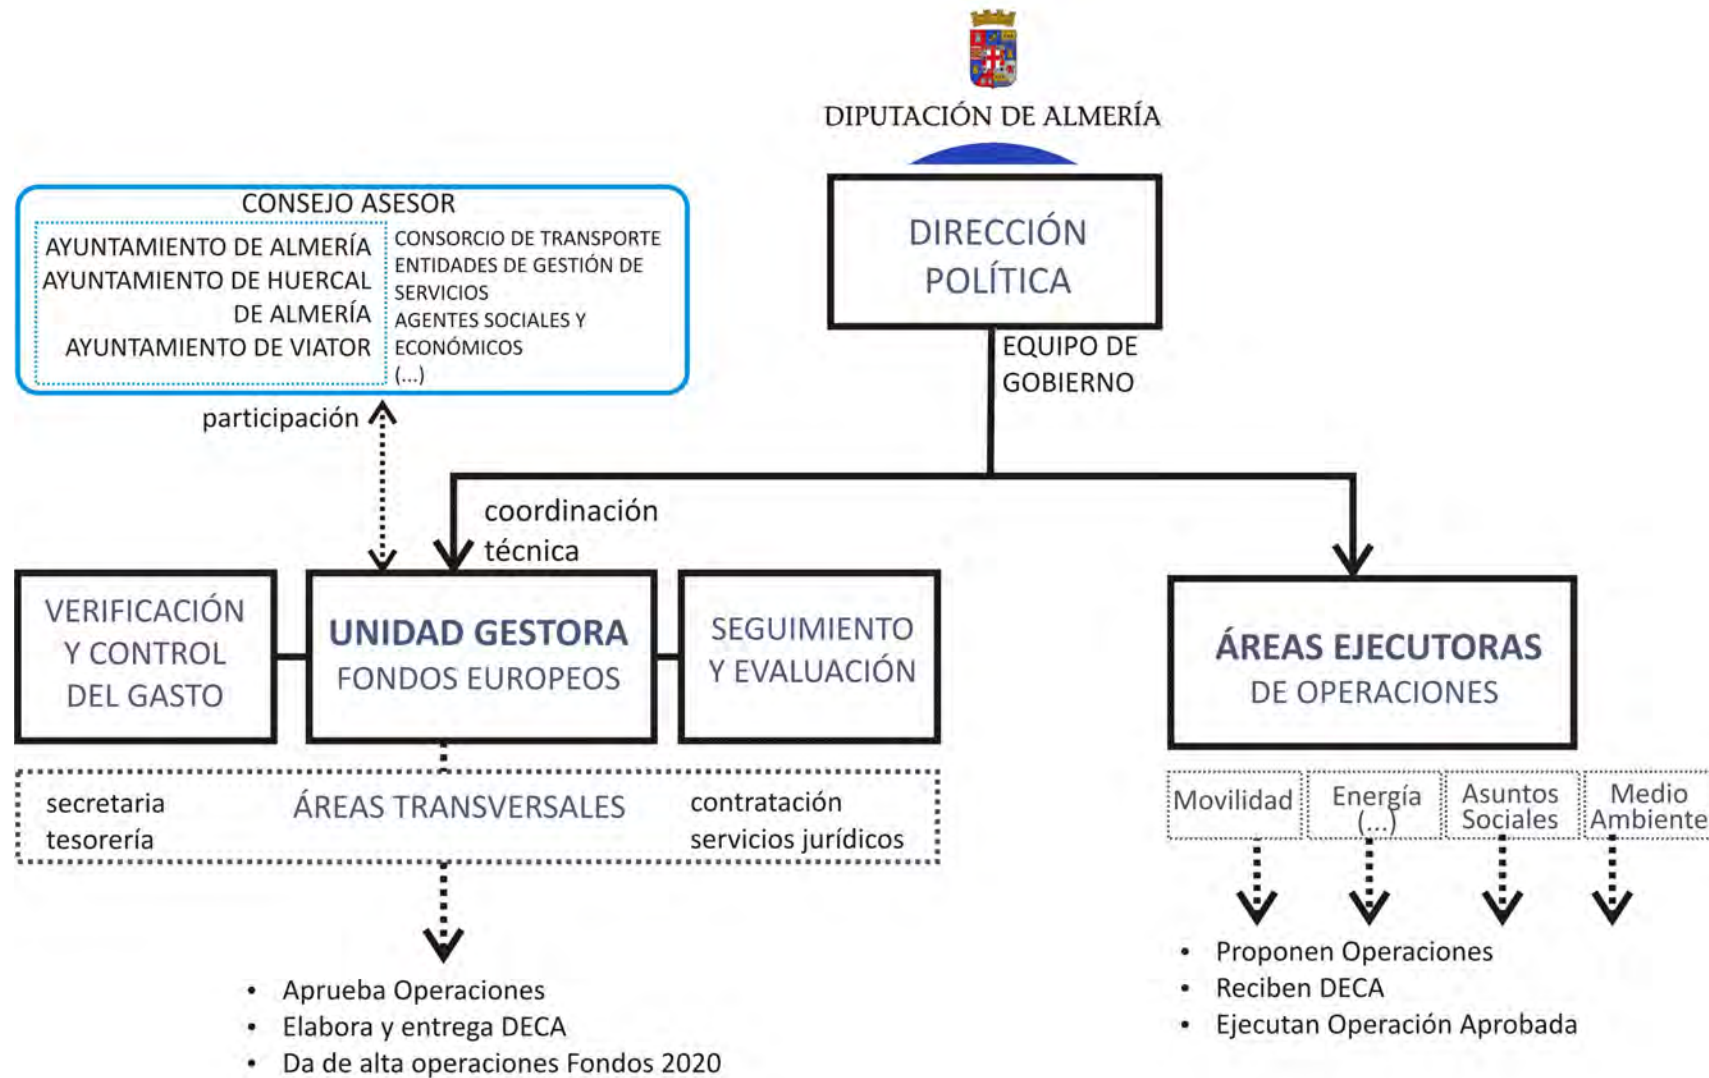 DIPUTACIÓN DE ALMERÍA
DIRECCIÓN
POLÍTICA
EQUIPO DE
GOBIERNO
CONSEJO ASESOR
AYUNTAMIENTO DE ALMERÍA
AYUNTAMIENTO DE HUERCAL
DE ALMERÍA
AYUNTAMIENTO DE VIATOR
CONSORCIO DE TRANSPORTE
ENTIDADES DE GESTIÓN DE
SERVICIOS
AGENTES SOCIALES Y
ECONÓMICOS
(...)
participación
coordinación
técnica
VERIFICACIÓN
Y CONTROL
DEL GASTO
UNIDAD GESTORA
FONDOS EUROPEOS
SEGUIMIENTO
Y EVALUACIÓN
ÁREAS EJECUTORAS
DE OPERACIONES
secretaria
tesorería
ÁREAS TRANSVERSALES
contratación
servicios jurídicos
Movilidad
Energía
(...)
Asuntos
Sociales
Medio
Ambiente
• Aprueba Operaciones
• Elabora y entrega DECA
• Da de alta operaciones Fondos 2020
• Proponen Operaciones
• Reciben DECA
• Ejecutan Operación Aprobada